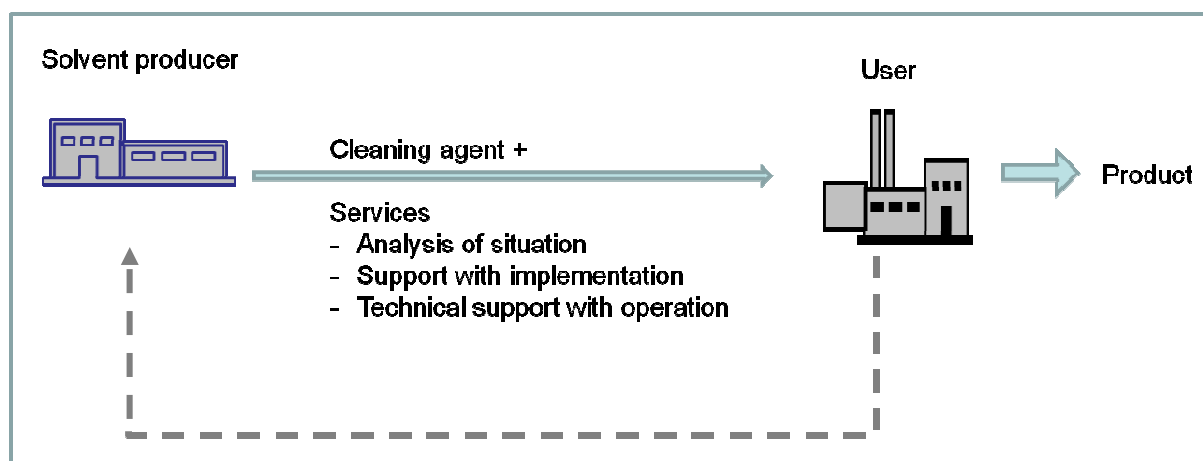 Solvent producer
User
Cleaning agent +
Product
Services
- Analysis of situation
- Support with implementation
- Technical support with operation